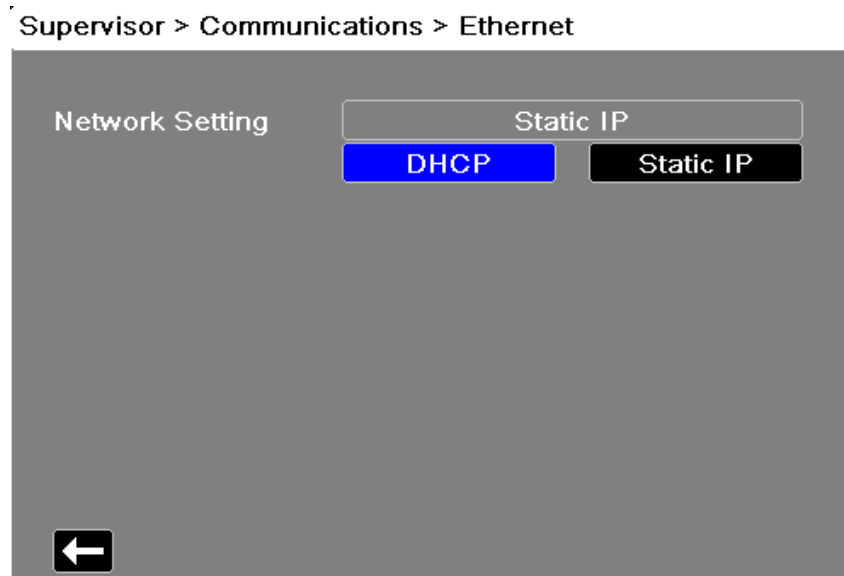 Supervisor > Communications > Ethernet
Network Setting
Static IP
DHCP
Static IP